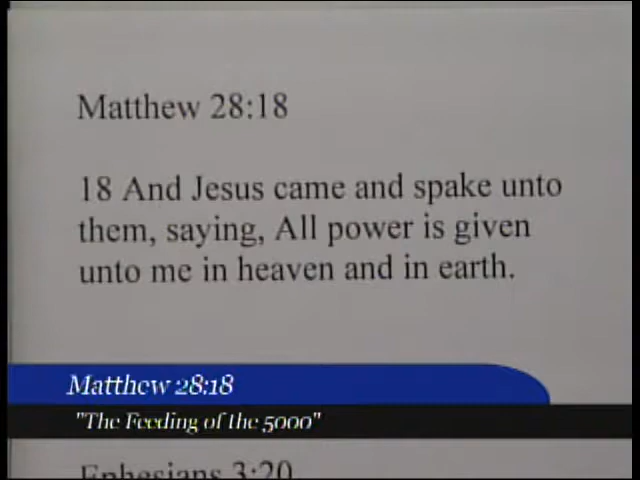 Matthew 28:18
18 And Jesus came and spake unto
them, saying, All power is given
unto me in heaven and in earth.
Matthew 28:18
"The Feeding of the 5000"
Ephesians 3:20